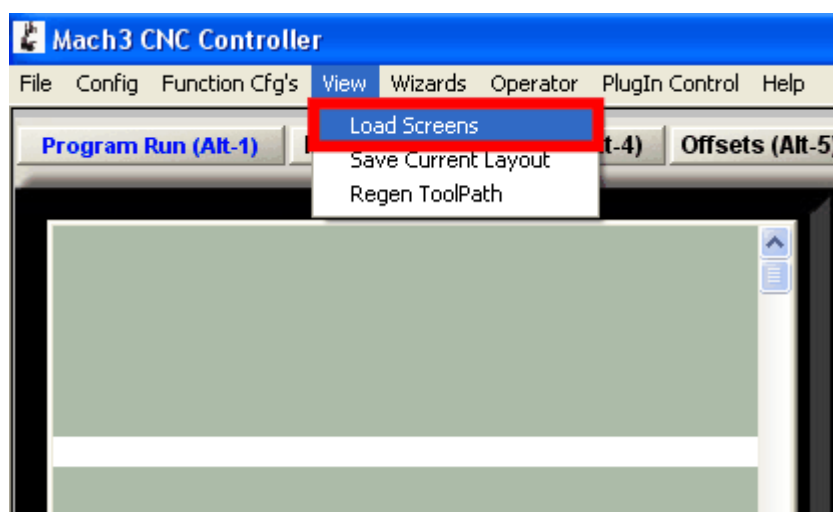 Mach3 CNC Controller
File Config Function Cfg's View Wizards Operator PlugIn Control Help
Load Screens
Program Run (Alt-1) t-4) Offsets (Alt-5)
Save Current Layout
Regen ToolPath